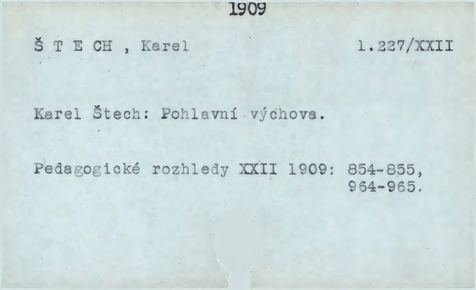 1909
Š T E CH , Karel 1.227/XXII
Karel Štech: Pohlavní výchova.
Pedagogické rozhledy XXII 1909: 854-855,
964-965.